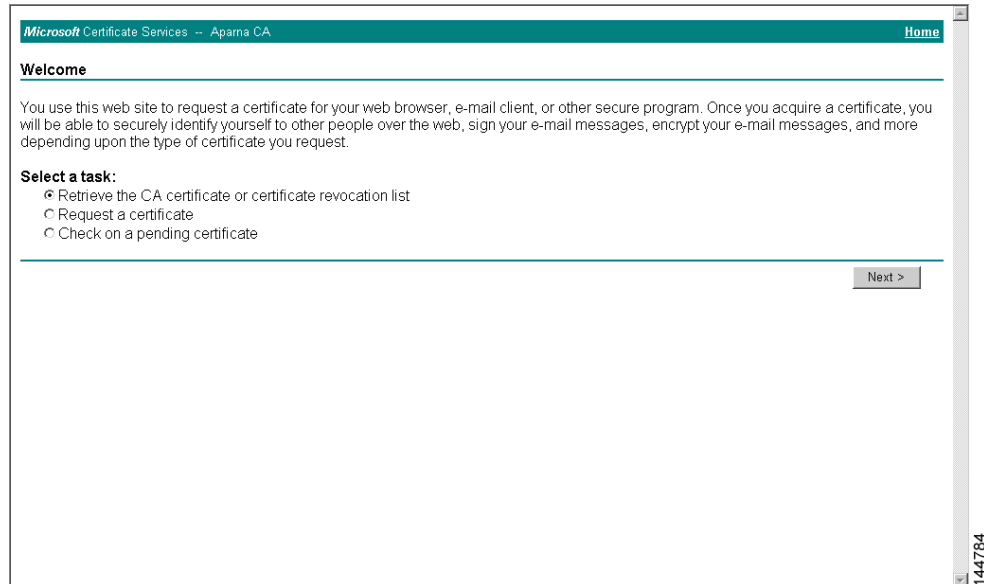 Microsoft Certificate Services -- Aparna CA Home
Welcome
You use this web site to request a certificate for your web browser, e-mail client, or other secure program. Once you acquire a certificate, you
will be able to securely identify yourself to other people over the web, sign your e-mail messages, encrypt your e-mail messages, and more
depending upon the type of certificate you request.
Select a task:
Retrieve the CA certificate or certificate revocation list
Request a certificate
Check on a pending certificate
Next >
144784